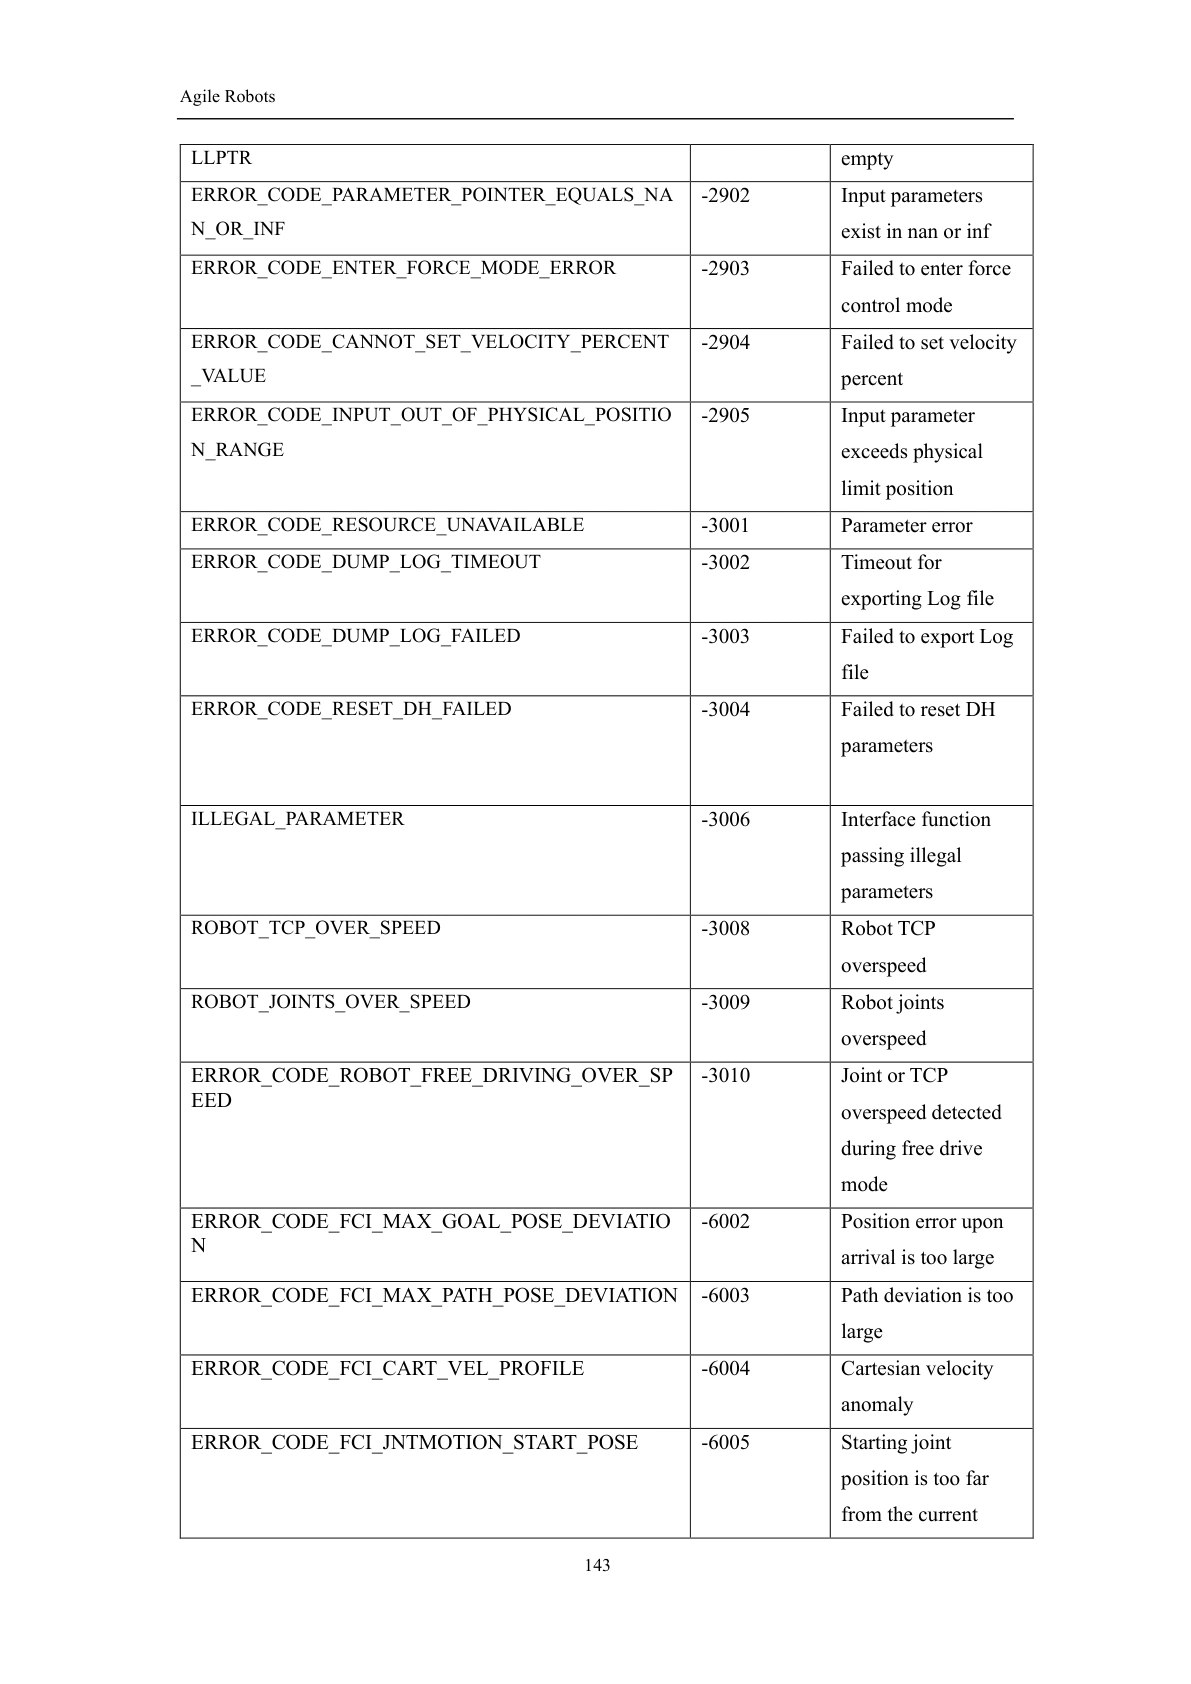 Agile Robots
LLPTR
empty
ERROR_CODE_PARAMETER_POINTER_EQUALS_NA
N_OR_INF
-2902
Input parameters
exist in nan or inf
ERROR_CODE_ENTER_FORCE_MODE_ERROR
-2903
Failed to enter force
control mode
ERROR_CODE_CANNOT_SET_VELOCITY_PERCENT
_VALUE
-2904
Failed to set velocity
percent
ERROR_CODE_INPUT_OUT_OF_PHYSICAL_POSITIO
N_RANGE
-2905
Input parameter
exceeds physical
limit position
ERROR_CODE_RESOURCE_UNAVAILABLE
-3001
Parameter error
ERROR_CODE_DUMP_LOG_TIMEOUT
-3002
Timeout for
exporting Log file
ERROR_CODE_DUMP_LOG_FAILED
-3003
Failed to export Log
file
ERROR_CODE_RESET_DH_FAILED
-3004
Failed to reset DH
parameters
ILLEGAL_PARAMETER
-3006
Interface function
passing illegal
parameters
ROBOT_TCP_OVER_SPEED
-3008
Robot TCP
overspeed
ROBOT_JOINTS_OVER_SPEED
-3009
Robot joints
overspeed
ERROR_CODE_ROBOT_FREE_DRIVING_OVER_SP
EED
-3010
Joint or TCP
overspeed detected
during free drive
mode
ERROR_CODE_FCI_MAX_GOAL_POSE_DEVIATIO
N
-6002
Position error upon
arrival is too large
ERROR_CODE_FCI_MAX_PATH_POSE_DEVIATION
-6003
Path deviation is too
large
ERROR_CODE_FCI_CART_VEL_PROFILE
-6004
Cartesian velocity
anomaly
ERROR_CODE_FCI_JNTMOTION_START_POSE
-6005
Starting joint
position is too far
from the current
143